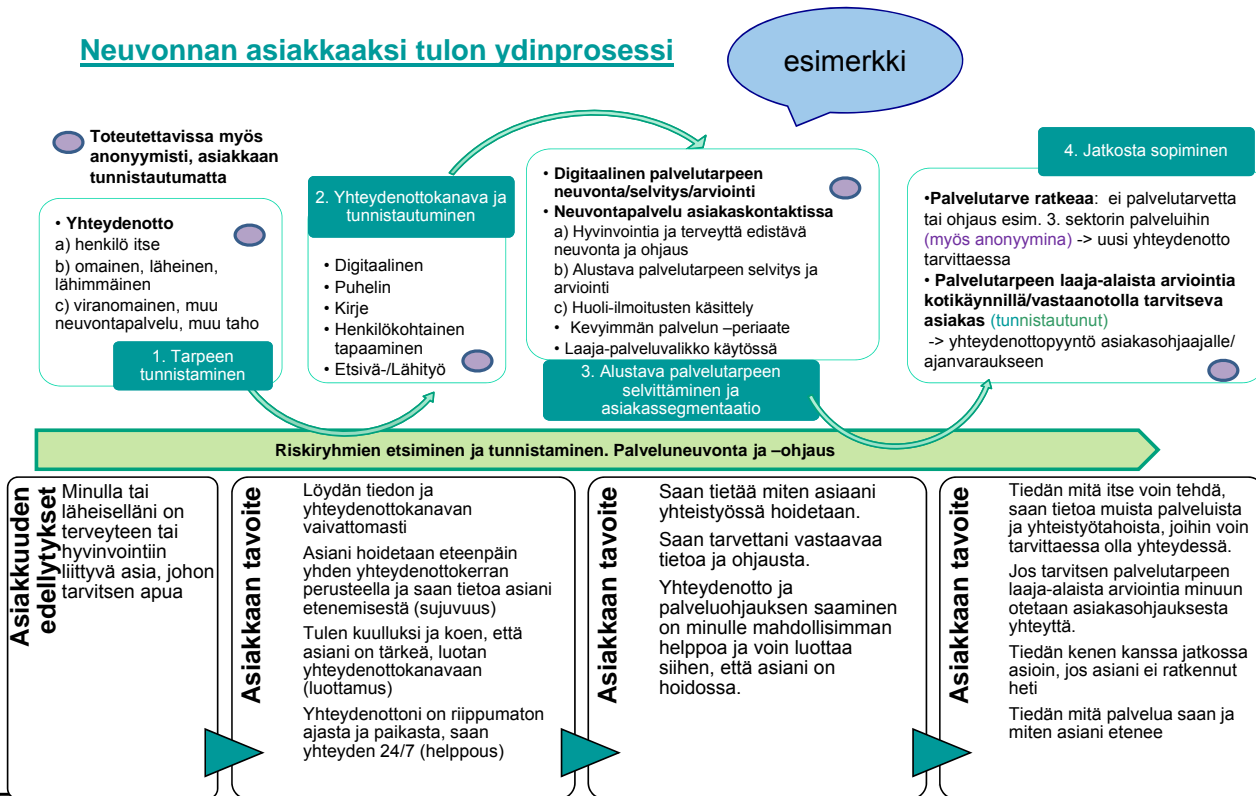 Neuvonnan asiakkaaksi tulon ydinprosessi
esimerkki
Toteutettavissa myös
anonyymisti, asiakkaan
tunnistautumatta
• Yhteydenotto
a) henkilö itse
b) omainen, läheinen,
lähimmäinen
c) viranomainen, muu
neuvontapalvelu, muu taho
1. Tarpeen
tunnistaminen
2. Yhteydenottokanava ja
tunnistautuminen
• Digitaalinen
• Puhelin
• Kirje
• Henkilökohtainen
tapaaminen
• Etsivä-/Lähityö
• Digitaalinen palvelutarpeen
neuvonta/selvitys/arviointi
• Neuvontapalvelu asiakaskontaktissa
a) Hyvinvointia ja terveyttä edistävä
neuvonta ja ohjaus
b) Alustava palvelutarpeen selvitys ja
arviointi
c) Huoli-ilmoitusten käsittely
• Kevyimmän palvelun –periaate
• Laaja-palveluvalikko käytössä
3. Alustava palvelutarpeen
selvittäminen ja
asiakassegmentaatio
4. Jatkosta sopiminen
•Palvelutarve ratkeaa: ei palvelutarvetta
tai ohjaus esim. 3. sektorin palveluihin
(myös anonyymina) -> uusi yhteydenotto
tarvittaessa
• Palvelutarpeen laaja-alaista arviointia
kotikäynnillä/vastaanotolla tarvitseva
asiakas (tunnistautunut)
-> yhteydenottopyyntö asiakasohjaajalle/
ajanvaraukseen
Riskiryhmien etsiminen ja tunnistaminen. Palveluneuvonta ja –ohjaus
Asiakkuuden
edellytykset
Minulla tai
läheiselläni on
terveyteen tai
hyvinvointiin
liittyvä asia, johon
tarvitsen apua
Asiakkaan tavoite
Löydän tiedon ja
yhteydenottokanavan
vaivattomasti
Asiani hoidetaan eteenpäin
yhden yhteydenottokerran
perusteella ja saan tietoa asiani
etenemisestä (sujuvuus)
Tulen kuulluksi ja koen, että
asiani on tärkeä, luotan
yhteydenottokanavaan
(luottamus)
Yhteydenottoni on riippumaton
ajasta ja paikasta, saan
yhteyden 24/7 (helppous)
Asiakkaan tavoite
Saan tietää miten asiaani
yhteistyössä hoidetaan.
Saan tarvettani vastaavaa
tietoa ja ohjausta.
Yhteydenotto ja
palveluohjauksen saaminen
on minulle mahdollisimman
helppoa ja voin luottaa
siihen, että asiani on
hoidossa.
Asiakkaan tavoite
Tiedän mitä itse voin tehdä,
saan tietoa muista palveluista
ja yhteistyötahoista, joihin voin
tarvittaessa olla yhteydessä.
Jos tarvitsen palvelutarpeen
laaja-alaista arviointia minuun
otetaan asiakasohjauksesta
yhteyttä.
Tiedän kenen kanssa jatkossa
asioin, jos asiani ei ratkennut
heti
Tiedän mitä palvelua saan ja
miten asiani etenee